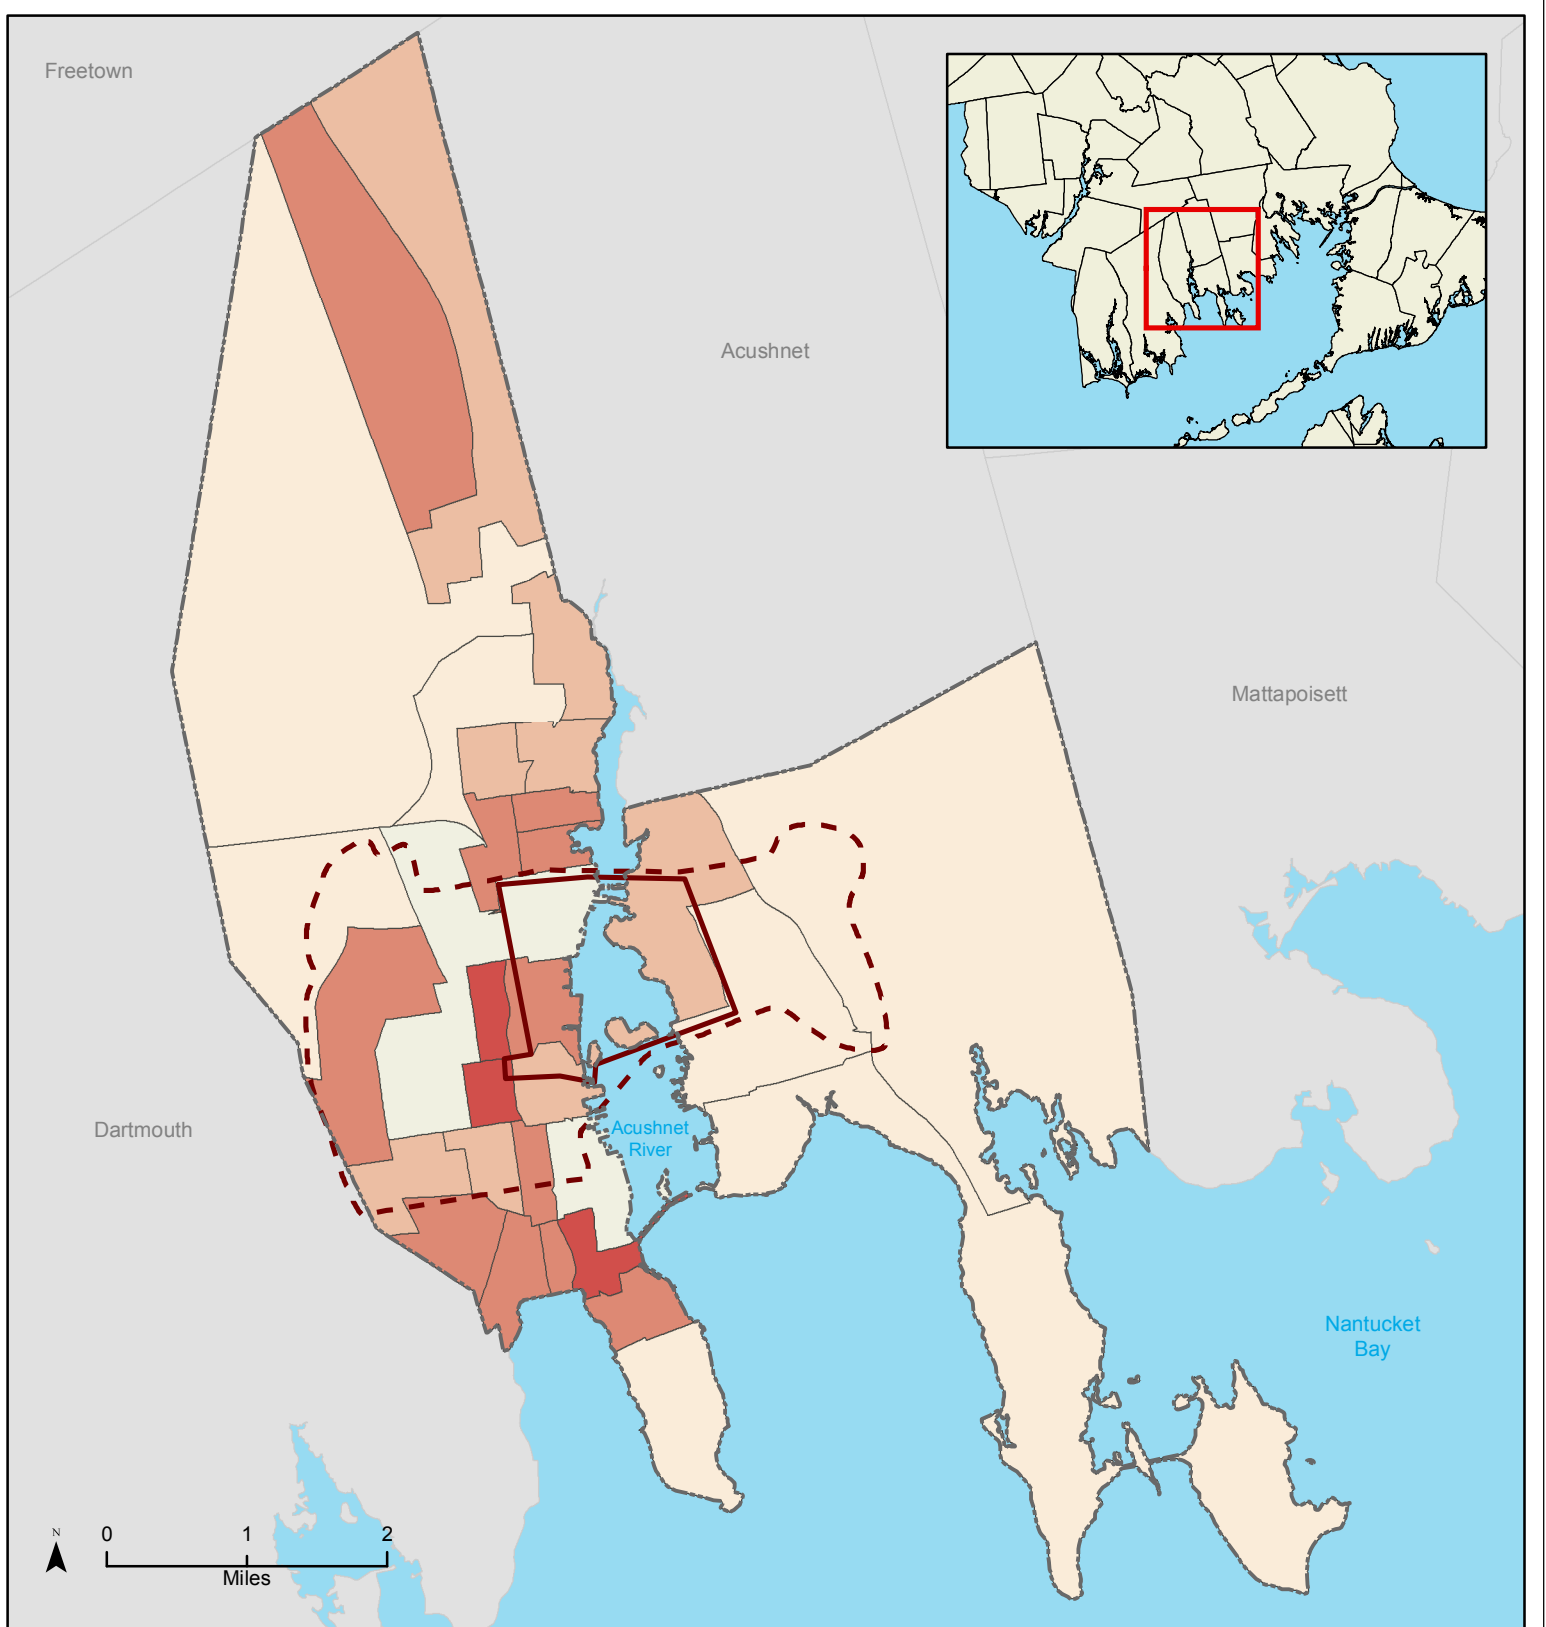 Freetown
Acushnet
Mattapoisett
Dartmouth
Acushnet
River
Nantucket
Bay
N
0 1 2
Miles